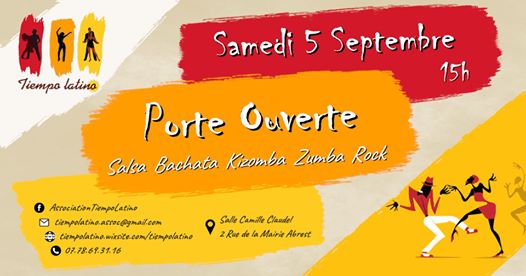 Tiempo latino
Samedi 5 Septembre
15h
Porte Ouverte
Salsa Bachata Kizomba Zumba Rock
AssociationTiempoLatino
tiempolatino.assoc@gmail.com
tiempolatino.wixsite.com/tiempolatino
07.78.69.31.16
Salle Camille Claudel
2 Rue de la Mairie Abrest